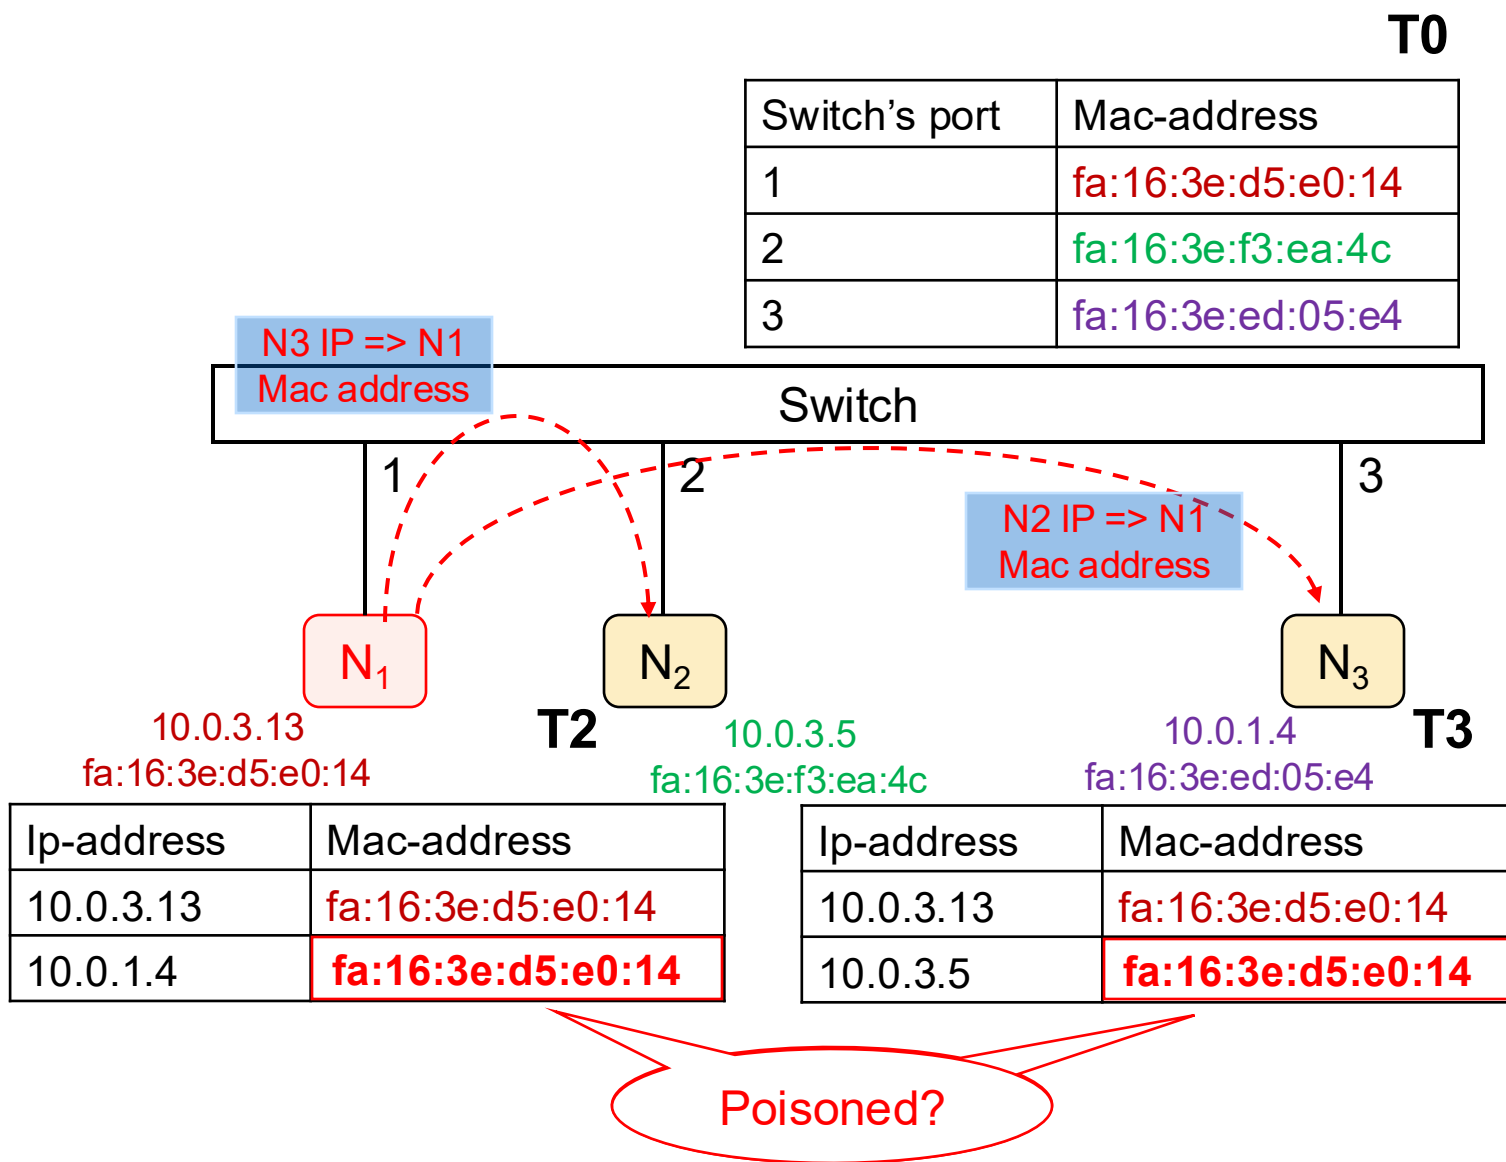 T0
Switch’s port Mac-address
1 fa:16:3e:d5:e0:14
2 fa:16:3e:f3:ea:4c
3 fa:16:3e:ed:05:e4
N3 IP => N1
Mac address
Switch
1
2
3
N2 IP => N1
Mac address
N1
N2
N3
T2
T3
10.0.3.13
fa:16:3e:d5:e0:14
10.0.3.5
fa:16:3e:f3:ea:4c
10.0.1.4
fa:16:3e:ed:05:e4
Ip-address Mac-address
10.0.3.13 fa:16:3e:d5:e0:14
10.0.1.4 fa:16:3e:d5:e0:14
Ip-address Mac-address
10.0.3.13 fa:16:3e:d5:e0:14
10.0.3.5 fa:16:3e:d5:e0:14
Poisoned?